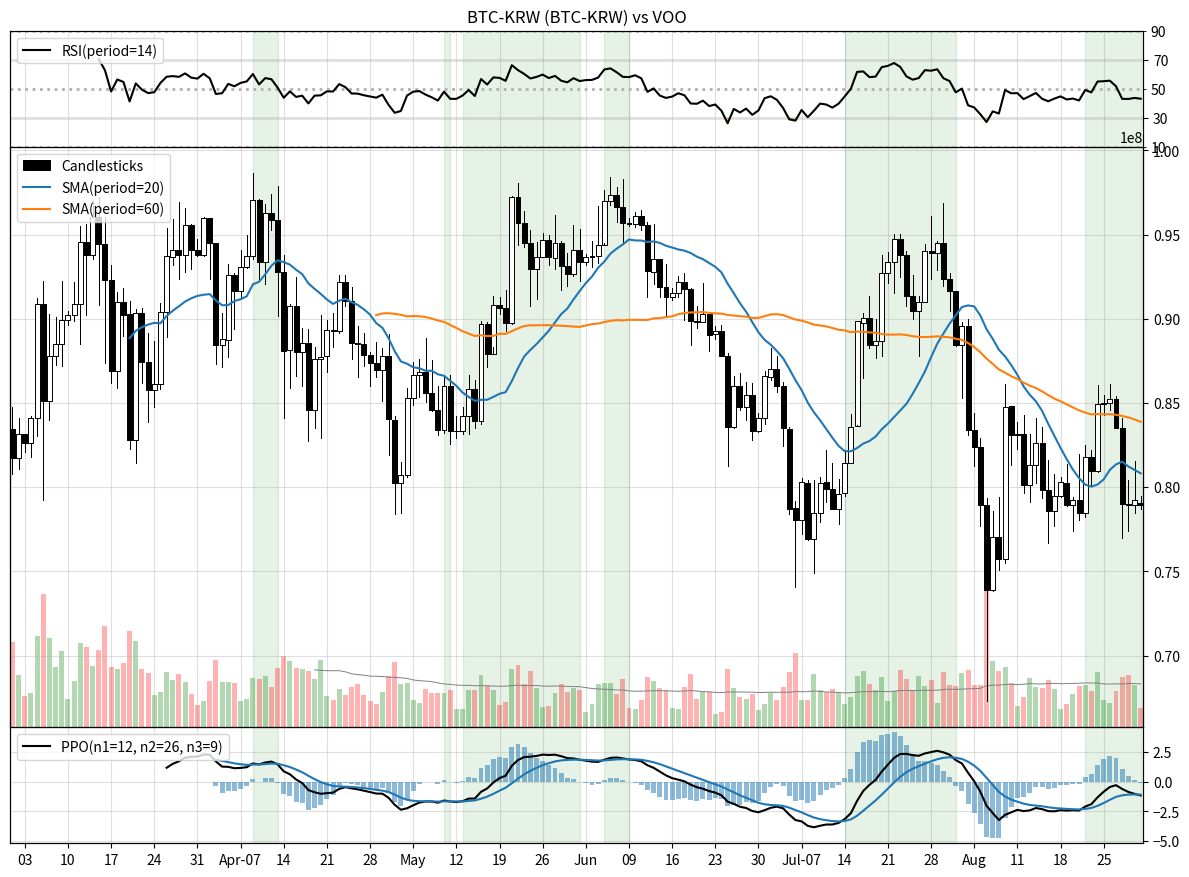 BTC-KRW (BTC-KRW) vs VOO
RSI(period=14)
90
70
50
30
10
1e8
Candlesticks
SMA(period=20)
SMA(period=60)
1.00
0.95
0.90
0.85
0.80
0.75
0.70
PPO(n1=12, n2=26, n3=9)
2.5
0.0
−2.5
−5.0
03 10 17 24 31 Apr-07 14 21 28 May 12 19 26 Jun 09 16 23 30 Jul-07 14 21 28 Aug 11 18 25